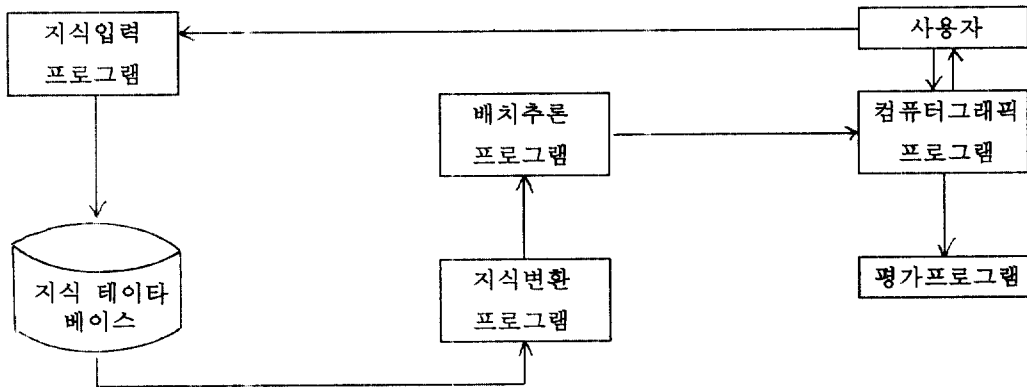 지식입력
프로그램
사용자
배치추론
프로그램
컴퓨터그래픽
프로그램
지식 테이타
베이스
지식변환
프로그램
평가프로그램